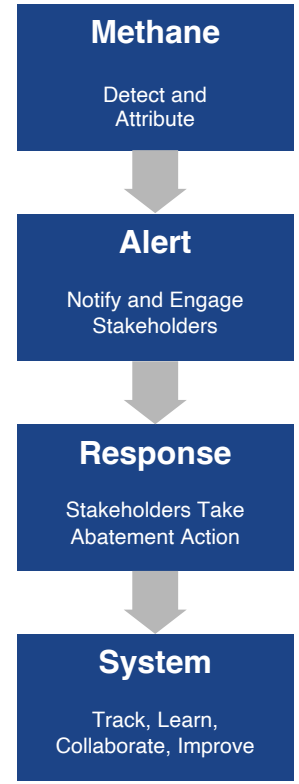 Methane
Detect and
Attribute
Alert
Notify and Engage
Stakeholders
Response
Stakeholders Take
Abatement Action
System
Track, Learn,
Collaborate, Improve